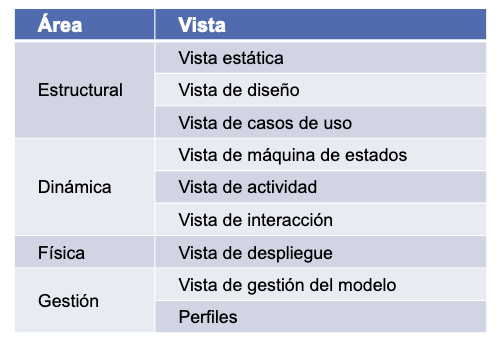 Área Vista
Estructural
Vista estática
Vista de diseño
Vista de casos de uso
Dinámica
Vista de máquina de estados
Vista de actividad
Vista de interacción
Física Vista de despliegue
Gestión
Vista de gestión del modelo
Perfiles